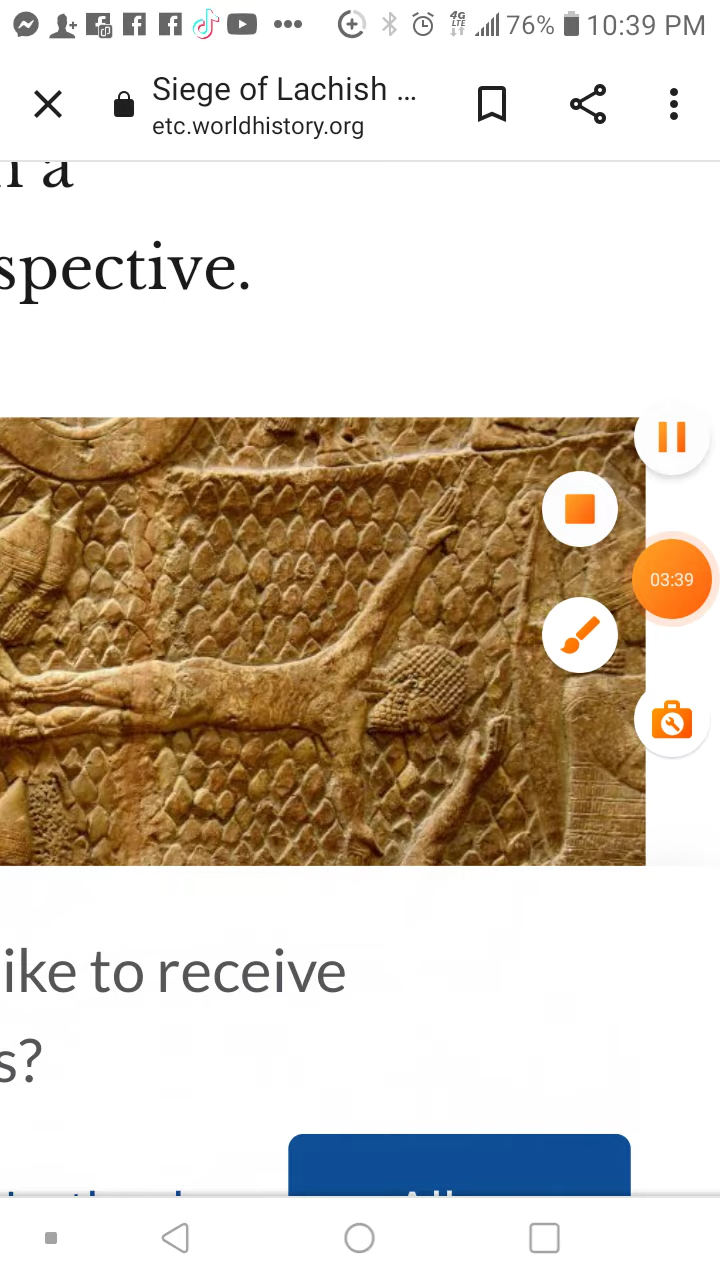 76% 10:39 PM
Siege of Lachish ...
etc.worldhistory.org
a
spective.
03:39
ike to receive
s?